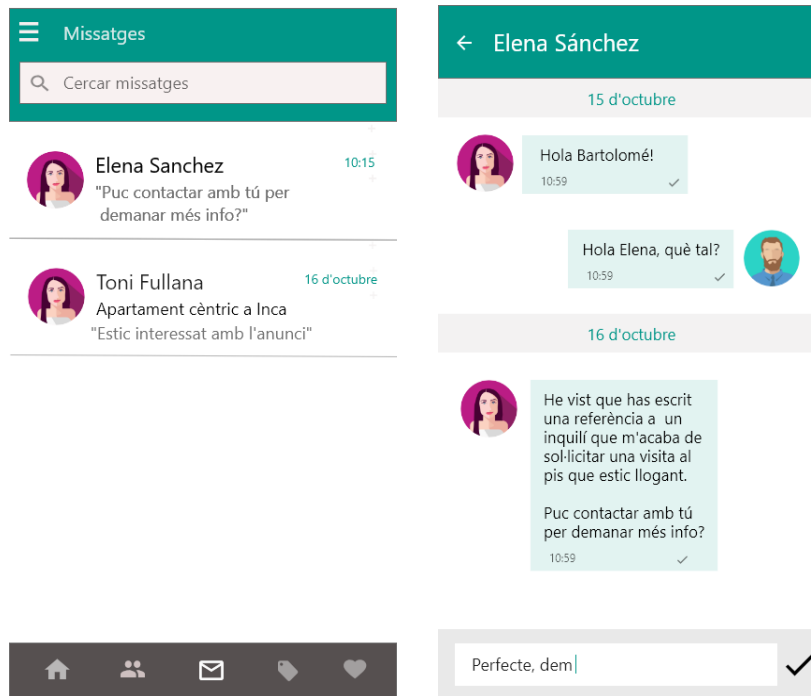 Missatges
Cercar missatges
Elena Sanchez
10:15
"Puc contactar amb tú per
demanar més info?"
Toni Fullana
16 d'octubre
Apartament cèntric a Inca
"Estic interessat amb l'anunci"
Elena Sánchez
15 d'octubre
Hola Bartolomé!
10:59
Hola Elena, què tal?
10:59
16 d'octubre
He vist que has escrit
una referència a un
inquilí que m'acaba de
sol·licitar una visita al
pis que estic llogant.
Puc contactar amb tú
per demanar més info?
10:59
Perfecte, dem